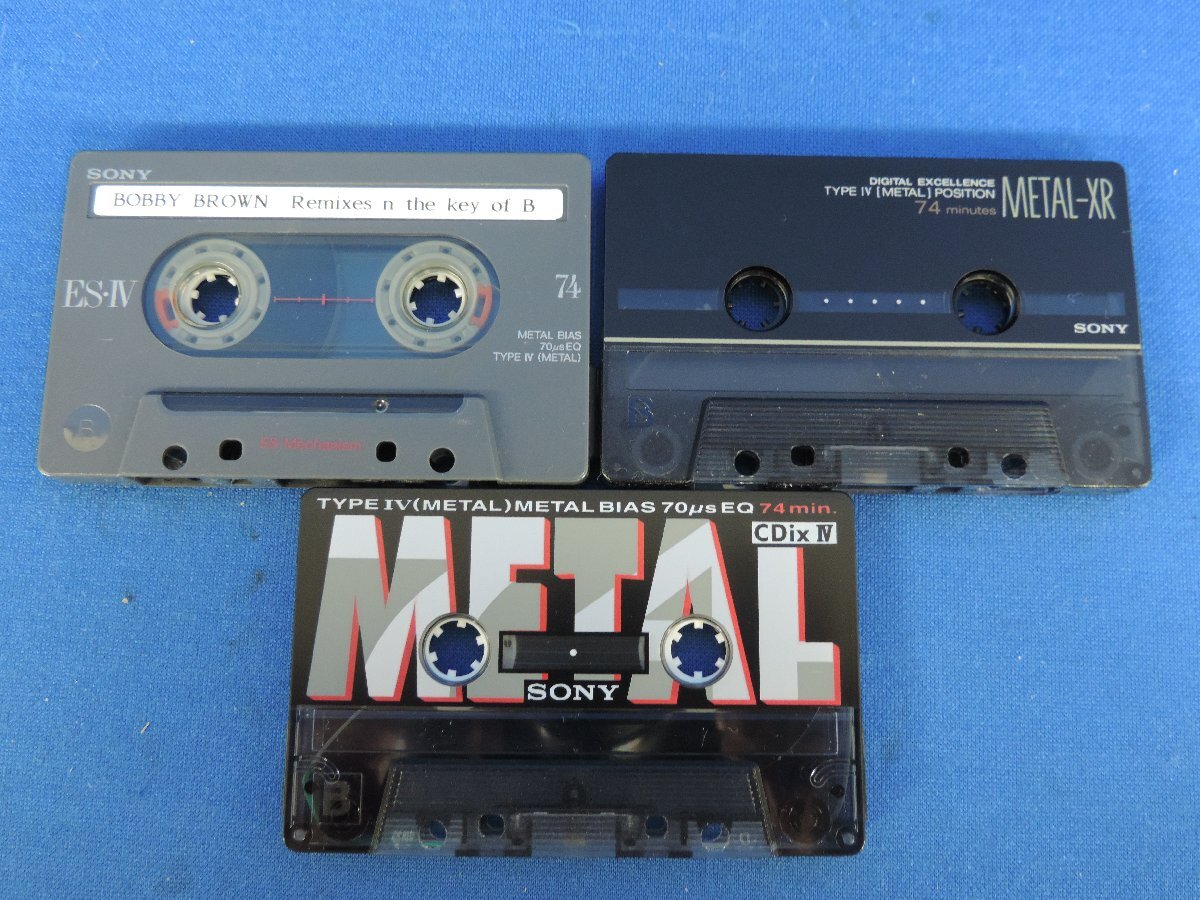 SONY
BOBBY BROWN Remixes n the key of B
ES·IV
74
METAL BIAS
70µs EQ
TYPE IV (METAL)
B
ES Mechanism
DIGITAL EXCELLENCE
TYPE IV [METAL] POSITION
74 minutes
METAL-XR
SONY
B
TYPE IV (METAL) METAL BIAS 70µs EQ 74 min.
CDix IV
METAL
SONY
B